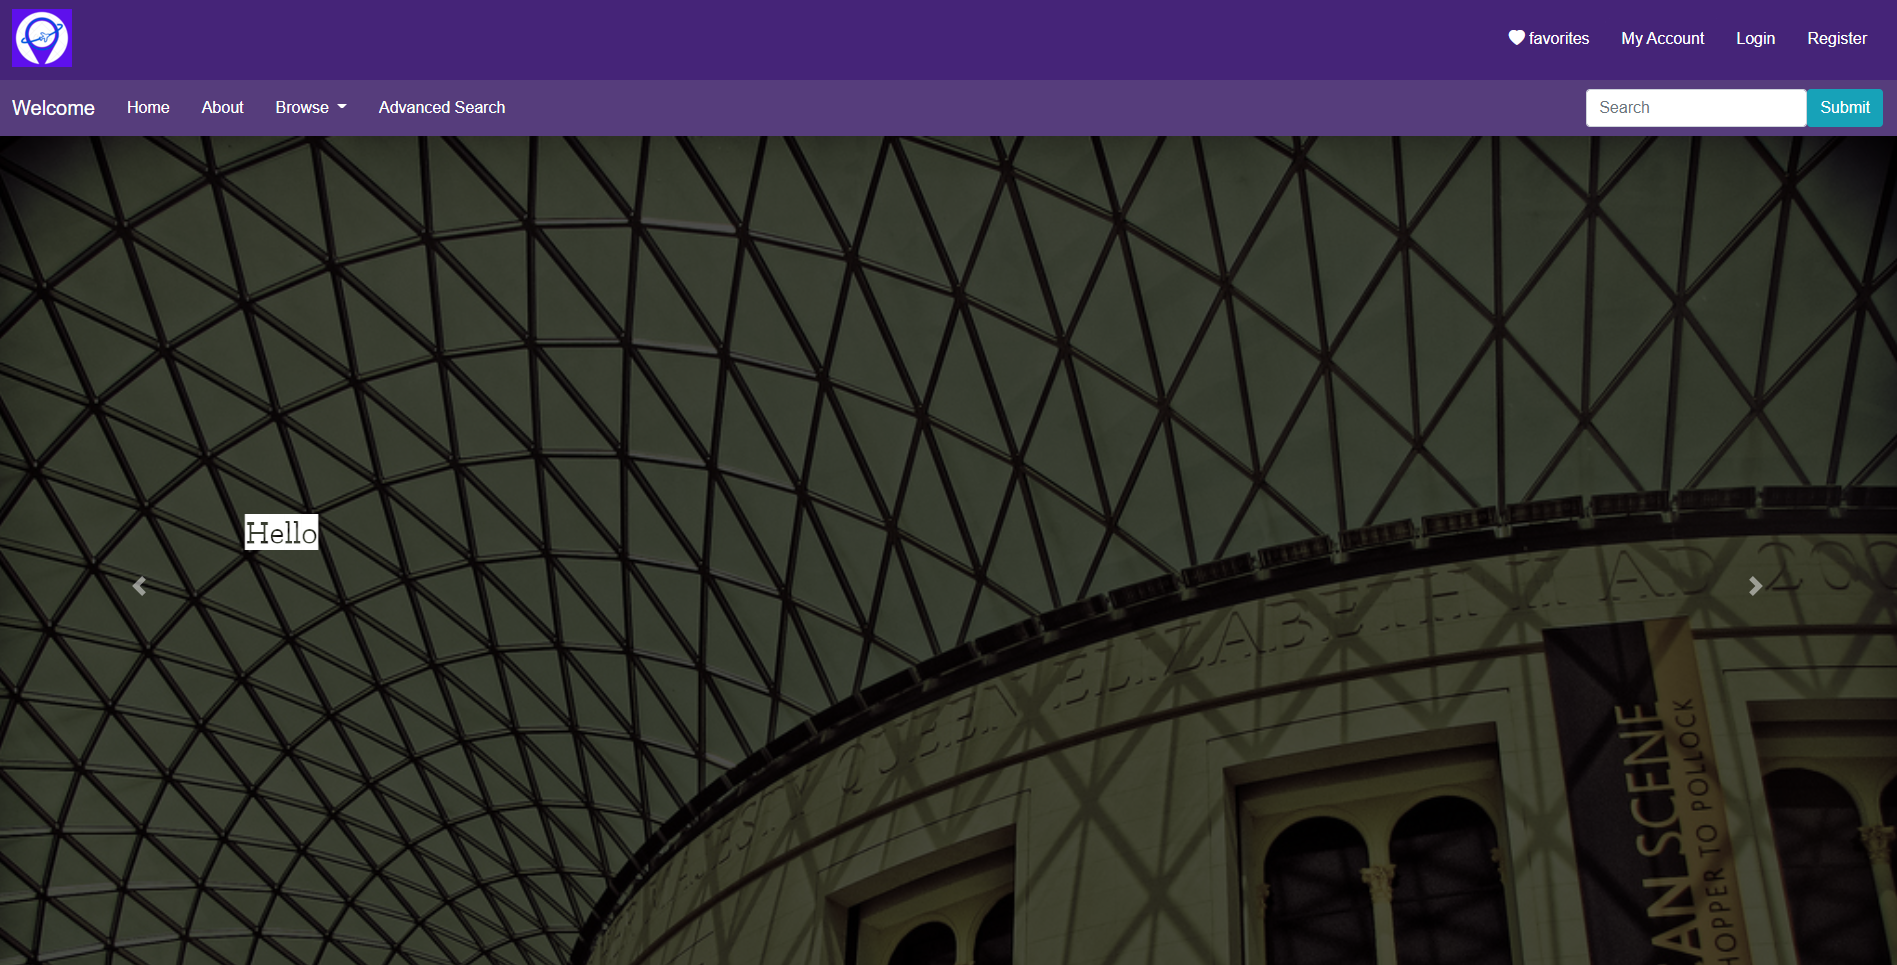 favorites My Account Login Register
Welcome Home About Browse Advanced Search
Search Submit
Hello
QUEEN ELIZABETH II AD 200
AN SCENE
HOPPER TO POLLOCK